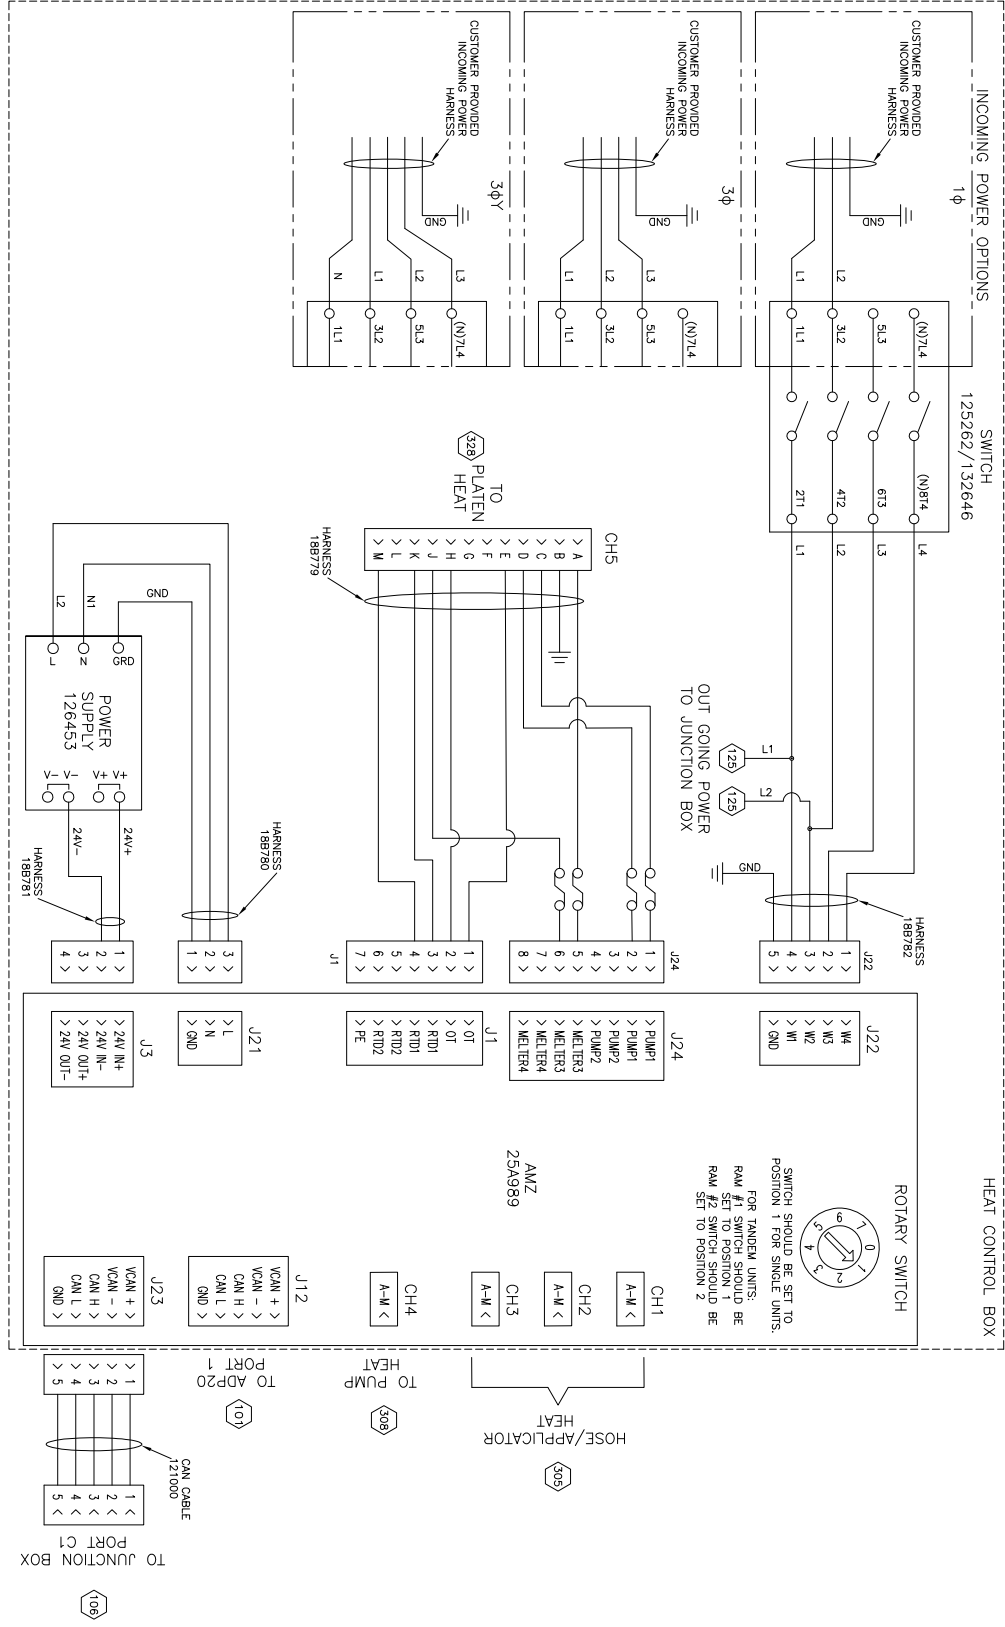 HEAT CONTROL BOX
INCOMING POWER OPTIONS
1ϕ
CUSTOMER PROVIDED
INCOMING POWER
HARNESS
GND
L2
L1
(N)7L4
5L3
3L2
1L1
3ϕ
CUSTOMER PROVIDED
INCOMING POWER
HARNESS
GND
L3
L2
L1
(N)7L4
5L3
3L2
1L1
3ϕY
CUSTOMER PROVIDED
INCOMING POWER
HARNESS
GND
L3
L2
L1
N
(N)7L4
5L3
3L2
1L1
SWITCH
125262/132646
(N)8T4
6T3
4T2
2T1
L4
L3
L2
L1
OUT GOING POWER
TO JUNCTION BOX
L1
125
L2
125
GND
HARNESS
18B782
J22
1
2
3
4
5
J22
W4
W3
W2
W1
GND
328
TO
PLATEN
HEAT
CH5
A
B
C
D
E
F
G
H
J
K
L
M
HARNESS
18B779
J24
1
2
3
4
5
6
7
8
J24
PUMP1
PUMP1
PUMP2
PUMP2
MELTER3
MELTER3
MELTER4
MELTER4
J1
1
2
3
4
5
6
7
J1
OT
OT
RTD1
RTD1
RTD2
RTD2
PE
GND
N1
L2
GRD
N
L
POWER
SUPPLY
126453
V+
V+
V-
V-
24V+
24V-
HARNESS
18B780
HARNESS
18B781
3
2
1
J21
L
N
GND
1
2
3
4
J3
24V IN+
24V IN-
24V OUT+
24V OUT-
AMZ
25A989
ROTARY SWITCH
0
1
2
3
4
5
6
7
SWITCH SHOULD BE SET TO
POSITION 1 FOR SINGLE UNITS.
FOR TANDEM UNITS:
RAM #1 SWITCH SHOULD BE
SET TO POSITION 1
RAM #2 SWITCH SHOULD BE
SET TO POSITION 2
CH1
A-M
CH2
A-M
CH3
A-M
CH4
A-M
HOSE/APPLICATOR
HEAT
305
TO PUMP
HEAT
308
J12
VCAN +
VCAN -
CAN H
CAN L
GND
TO ADP20
PORT 1
101
J23
VCAN +
VCAN -
CAN H
CAN L
GND
1
2
3
4
5
CAN CABLE
121000
1
2
3
4
5
TO JUNCTION BOX
PORT C1
106